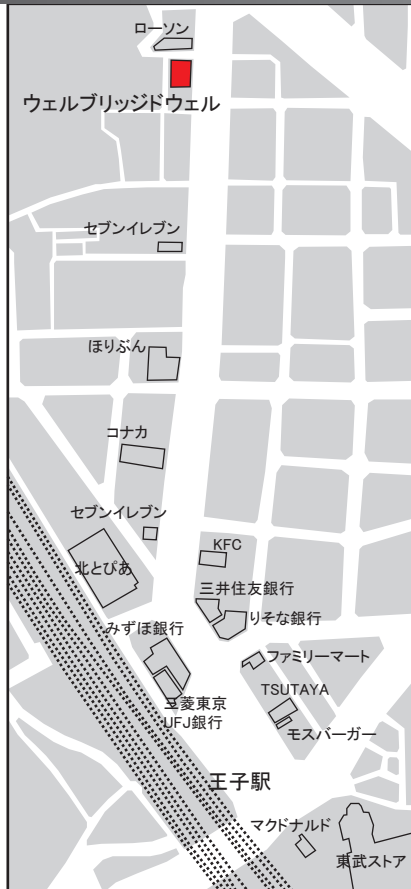 ローソン
ウェルブリッジドウェル
セブンイレブン
ほりぶん
コナカ
セブンイレブン
北とぴあ
KFC
三井住友銀行
りそな銀行
みずほ銀行
ファミリーマート
三菱東京
UFJ銀行
TSUTAYA
モスバーガー
王子駅
マクドナルド
東武ストア